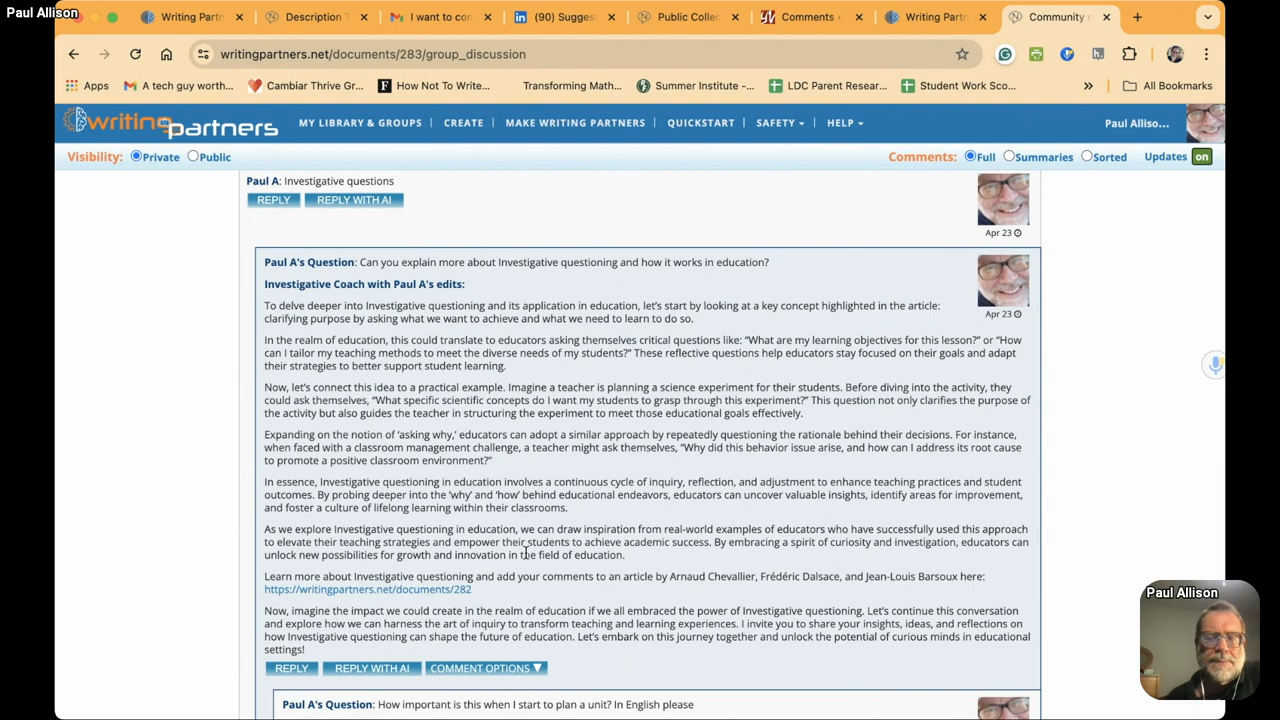 Paul Allison
Writing Partn
Description T
I want to con
(90) Sugges
Public Collec
Comments
Writing Partn
Community
writingpartners.net/documents/283/group_discussion
Apps
A tech guy worth...
Cambiar Thrive Gr...
How Not To Write...
Transforming Math...
Summer Institute -...
LDC Parent Resear...
Student Work Sco...
»
All Bookmarks
writingpartners
MY LIBRARY & GROUPS
CREATE
MAKE WRITING PARTNERS
QUICKSTART
SAFETY
HELP
Paul Alliso...
Visibility: Private Public
Comments: Full Summaries Sorted Updates on
Paul A: Investigative questions
REPLY REPLY WITH AI
Apr 23
Paul A's Question: Can you explain more about Investigative questioning and how it works in education?
Investigative Coach with Paul A's edits:
Apr 23
To delve deeper into Investigative questioning and its application in education, let's start by looking at a key concept highlighted in the article:
clarifying purpose by asking what we want to achieve and what we need to learn to do so.
In the realm of education, this could translate to educators asking themselves critical questions like: “What are my learning objectives for this lesson?” or “How
can I tailor my teaching methods to meet the diverse needs of my students?” These reflective questions help educators stay focused on their goals and adapt
their strategies to better support student learning.
Now, let's connect this idea to a practical example. Imagine a teacher is planning a science experiment for their students. Before diving into the activity, they
could ask themselves, “What specific scientific concepts do I want my students to grasp through this experiment?” This question not only clarifies the purpose of
the activity but also guides the teacher in structuring the experiment to meet those educational goals effectively.
Expanding on the notion of ‘asking why,’ educators can adopt a similar approach by repeatedly questioning the rationale behind their decisions. For instance,
when faced with a classroom management challenge, a teacher might ask themselves, “Why did this behavior issue arise, and how can I address its root cause
to promote a positive classroom environment?”
In essence, Investigative questioning in education involves a continuous cycle of inquiry, reflection, and adjustment to enhance teaching practices and student
outcomes. By probing deeper into the ‘why’ and ‘how’ behind educational endeavors, educators can uncover valuable insights, identify areas for improvement,
and foster a culture of lifelong learning within their classrooms.
As we explore Investigative questioning in education, we can draw inspiration from real-world examples of educators who have successfully used this approach
to elevate their teaching strategies and empower their students to achieve academic success. By embracing a spirit of curiosity and investigation, educators can
unlock new possibilities for growth and innovation in the field of education.
Learn more about Investigative questioning and add your comments to an article by Arnaud Chevallier, Frédéric Dalsace, and Jean-Louis Barsoux here:
https://writingpartners.net/documents/282
Now, imagine the impact we could create in the realm of education if we all embraced the power of Investigative questioning. Let's continue this conversation
and explore how we can harness the art of inquiry to transform teaching and learning experiences. I invite you to share your insights, ideas, and reflections on
how Investigative questioning can shape the future of education. Let's embark on this journey together and unlock the potential of curious minds in educational
settings!
REPLY REPLY WITH AI COMMENT OPTIONS ▼
Paul A's Question: How important is this when I start to plan a unit? In English please
Paul Allison